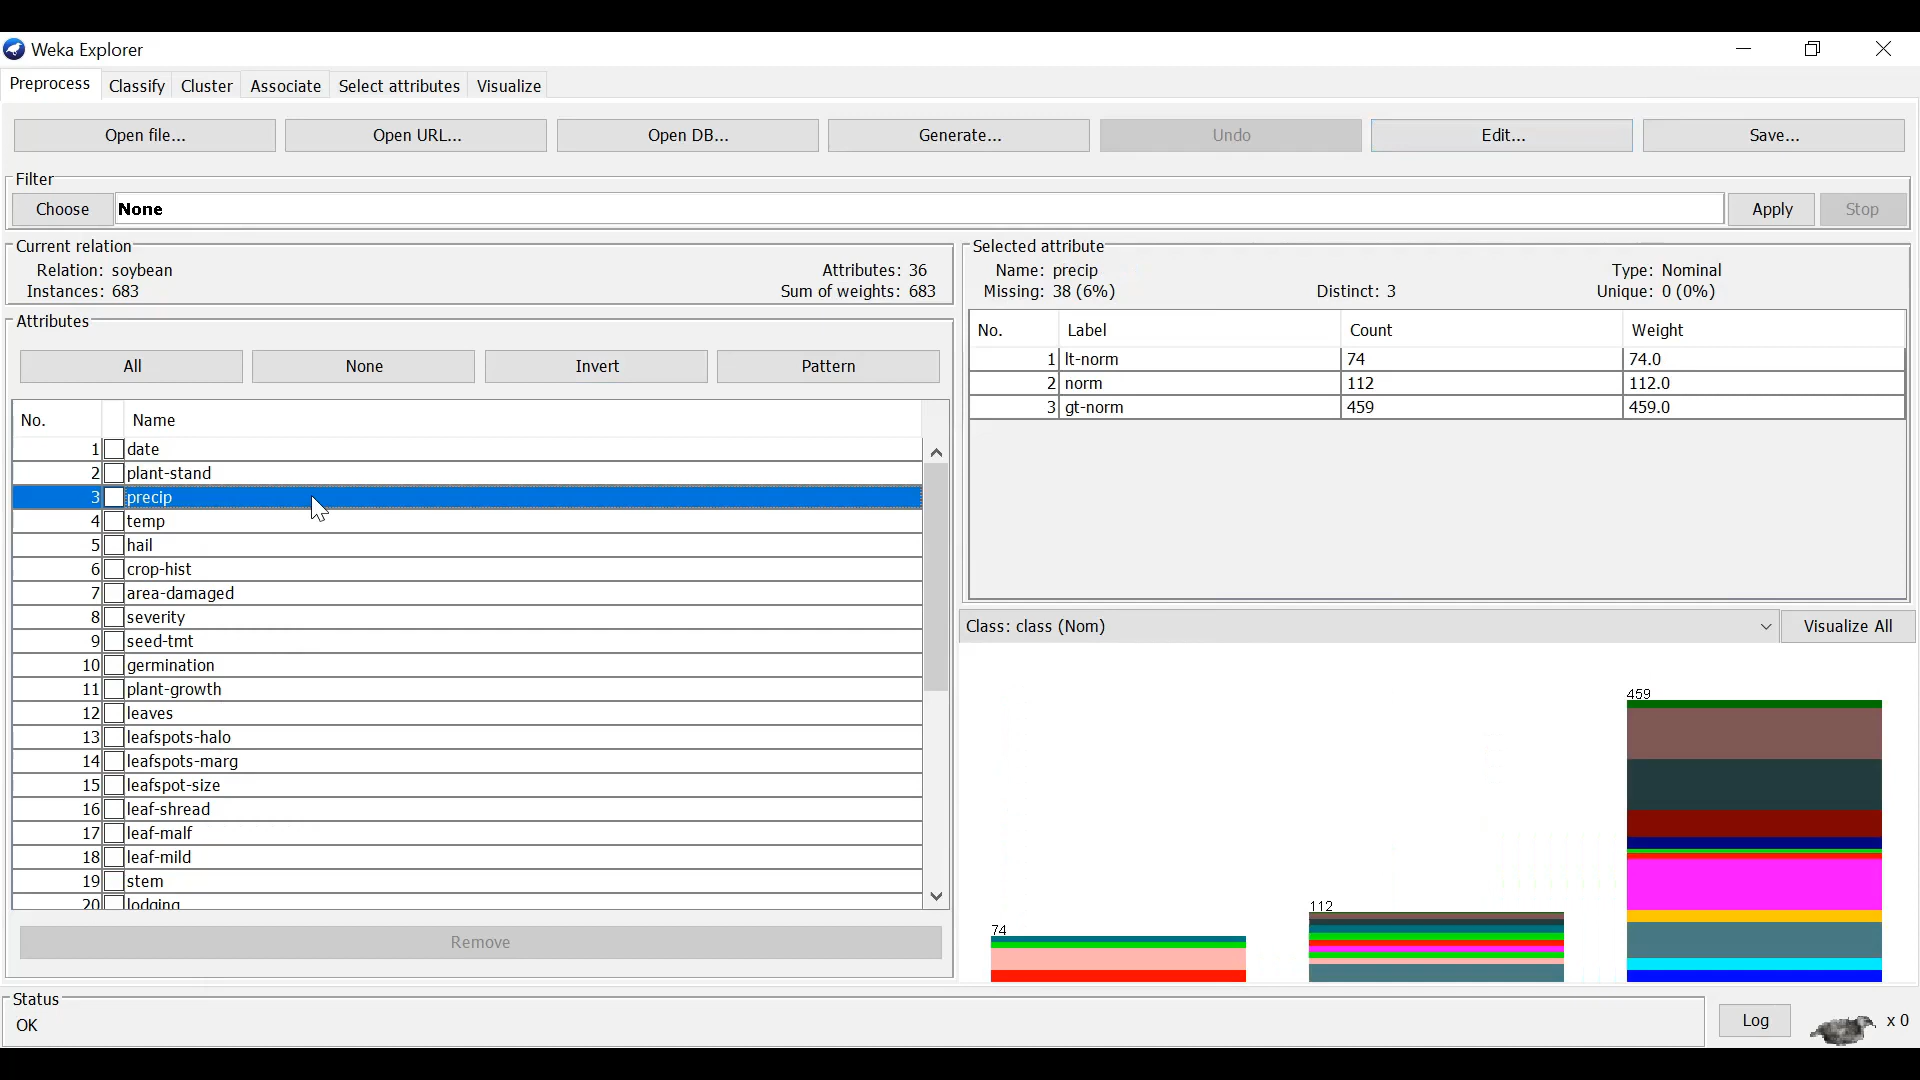 Weka Explorer
Preprocess Classify Cluster Associate Select attributes Visualize
Open file... Open URL... Open DB... Generate... Undo Edit... Save...
Filter
Choose None Apply Stop
Current relation
Relation: soybean Attributes: 36
Instances: 683 Sum of weights: 683
Attributes
All None Invert Pattern
No. Name
1 date
2 plant-stand
3 precip
4 temp
5 hail
6 crop-hist
7 area-damaged
8 severity
9 seed-tmt
10 germination
11 plant-growth
12 leaves
13 leafspots-halo
14 leafspots-marg
15 leafspot-size
16 leaf-shread
17 leaf-malf
18 leaf-mild
19 stem
20 lodging
Remove
Selected attribute
Name: precip Type: Nominal
Missing: 38 (6%) Distinct: 3 Unique: 0 (0%)
No. Label Count Weight
1 lt-norm 74 74.0
2 norm 112 112.0
3 gt-norm 459 459.0
Class: class (Nom) Visualize All
459
112
74
Status
OK
Log x 0